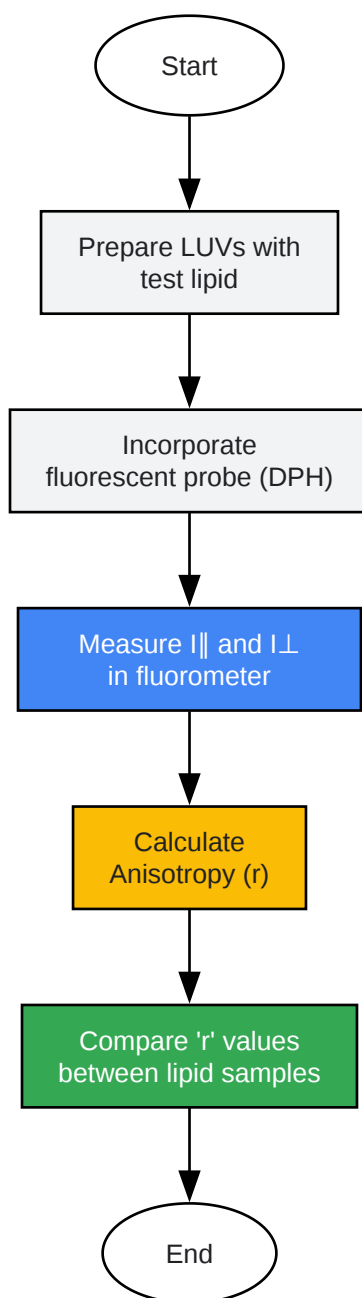 Start
Prepare LUVs with
test lipid
Incorporate
fluorescent probe (DPH)
Measure I∥ and I⊥
in fluorometer
Calculate
Anisotropy (r)
Compare 'r' values
between lipid samples
End